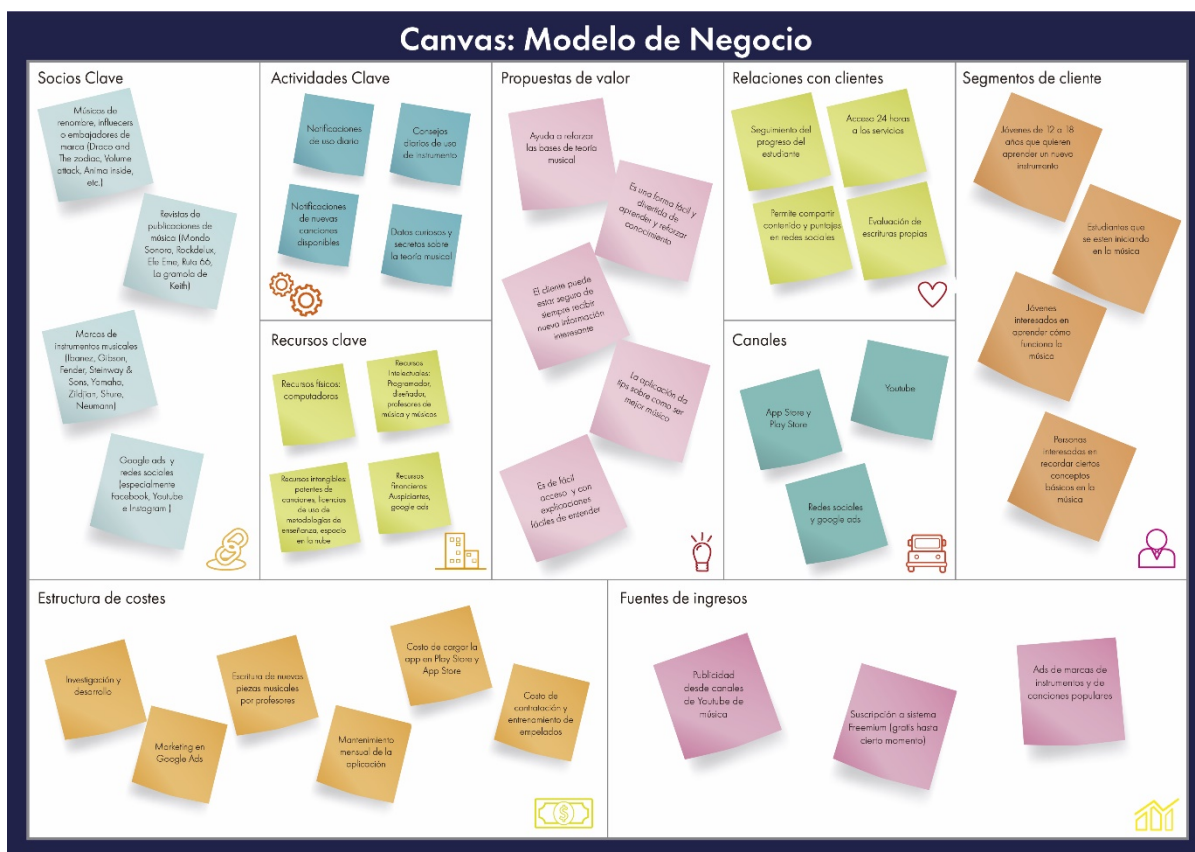 Canvas: Modelo de Negocio
Socios Clave
Músicos de
renombre, influecers
o embajadores de
marca (Draco and
The zodiac, Volume
attack, Anima inside,
etc.)
Revistas de
publicaciones de
música (Mondo
Sonoro, Rockdelux,
Efe Eme, Ruta 66,
La gramola de
Keith)
Marcas de
instrumentos musicales
(Ibanez, Gibson,
Fender, Steinway &
Sons, Yamaha,
Zildjian, Shure,
Neumann)
Google ads y
redes sociales
(especialmente
Facebook, Youtube
e Instagram )
Actividades Clave
Notificaciones
de uso diario
Consejos
diarios de uso
de instrumento
Notificaciones
de nuevas
canciones
disponibles
Datos curiosos y
secretos sobre
la teoría musical
Recursos clave
Recursos físicos:
computadoras
Recursos
Intelectuales:
Programador,
diseñador,
profesores de
música y músicos
Recursos intangibles:
patentes de
canciones, licencias
de uso de
metodologías de
enseñanza, espacio
en la nube
Recursos
Financieros:
Auspiciantes,
google ads
Propuestas de valor
Ayuda a reforzar
las bases de teoría
musical
Es una forma fácil y
divertida de
aprender y reforzar
conocimiento
El cliente puede
estar seguro de
siempre recibir
nueva información
interesante
La aplicación da
tips sobre como ser
mejor músico
Es de fácil
acceso y con
explicaciones
fáciles de entender
Relaciones con clientes
Seguimiento del
progreso del
estudiante
Acceso 24 horas
a los servicios
Permite compartir
contenido y puntajes
en redes sociales
Evaluación de
escrituras propias
Canales
App Store y
Play Store
Youtube
Redes sociales
y google ads
Segmentos de cliente
Jóvenes de 12 a 18
años que quieren
aprender un nuevo
instrumento
Estudiantes que
se esten iniciando
en la música
Jóvenes
interesados en
aprender cómo
funciona la
música
Personas
interesadas en
recordar ciertos
conceptos
básicos en la
música
Estructura de costes
Investigación y
desarrollo
Marketing en
Google Ads
Escritura de nuevas
piezas musicales
por profesores
Mantenimiento
mensual de la
aplicación
Costo de cargar la
app en Play Store y
App Store
Costo de
contratación y
entrenamiento de
empelados
Fuentes de ingresos
Publicidad
desde canales
de Youtube de
música
Suscripción a sistema
Freemium (gratis hasta
cierto momento)
Ads de marcas de
instrumentos y de
canciones populares